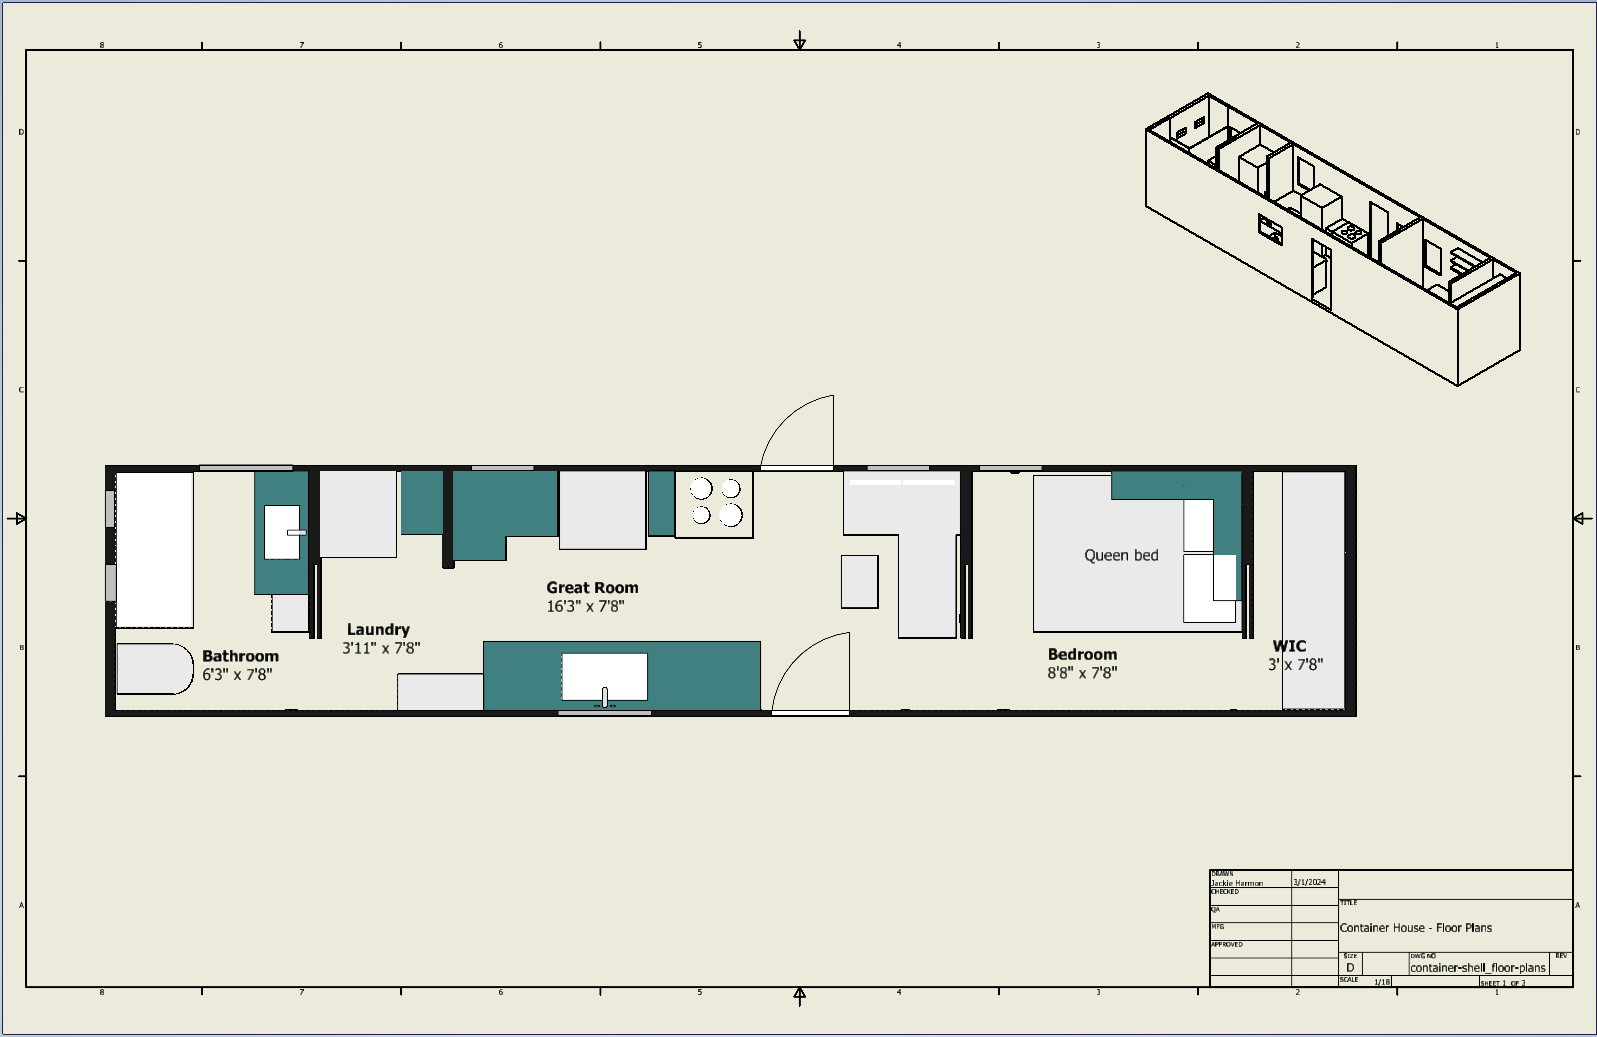 8 7 6 5 4 3 2 1
D D
C C
Queen bed
Great Room
16'3" x 7'8"
Laundry
3'11" x 7'8"
Bathroom
6'3" x 7'8"
Bedroom
8'8" x 7'8"
WIC
3' x 7'8"
B B
A A
DRAWN
Jackie Harmon 3/1/2024
CHECKED
QA
MFG
APPROVED
TITLE
Container House - Floor Plans
SIZE DWG NO REV
D container-shell_floor-plans
SCALE 1/18 SHEET 1 OF 3
8 7 6 5 4 3 2 1